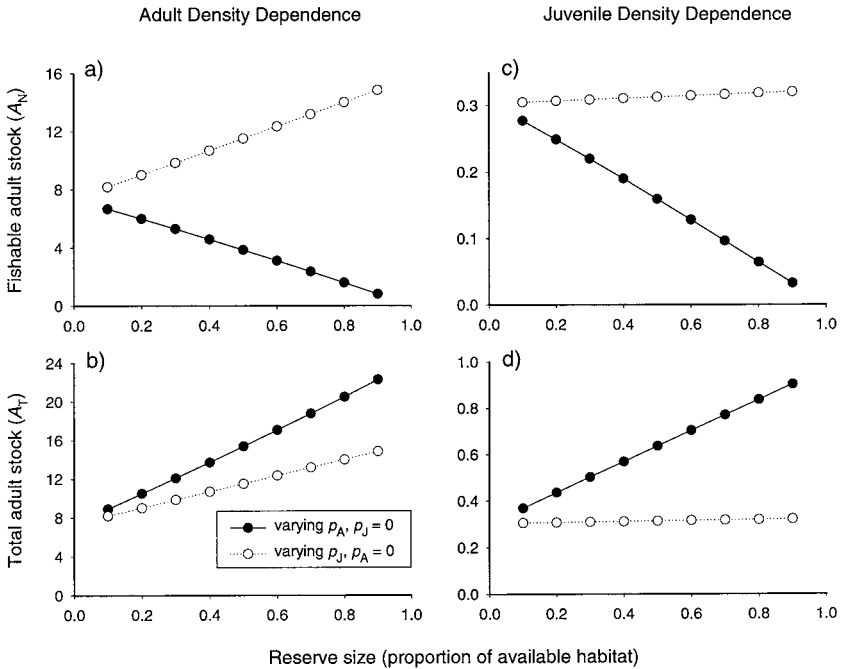 Adult Density Dependence
Juvenile Density Dependence
a)
Fishable adult stock (A_N)
16
12
8
4
0
0.0 0.2 0.4 0.6 0.8 1.0
c)
0.3
0.2
0.1
0.0
0.0 0.2 0.4 0.6 0.8 1.0
b)
Total adult stock (A_T)
24
20
16
12
8
4
0
varying p_A, p_J = 0
varying p_J, p_A = 0
0.0 0.2 0.4 0.6 0.8 1.0
d)
1.0
0.8
0.6
0.4
0.2
0.0
0.0 0.2 0.4 0.6 0.8 1.0
Reserve size (proportion of available habitat)